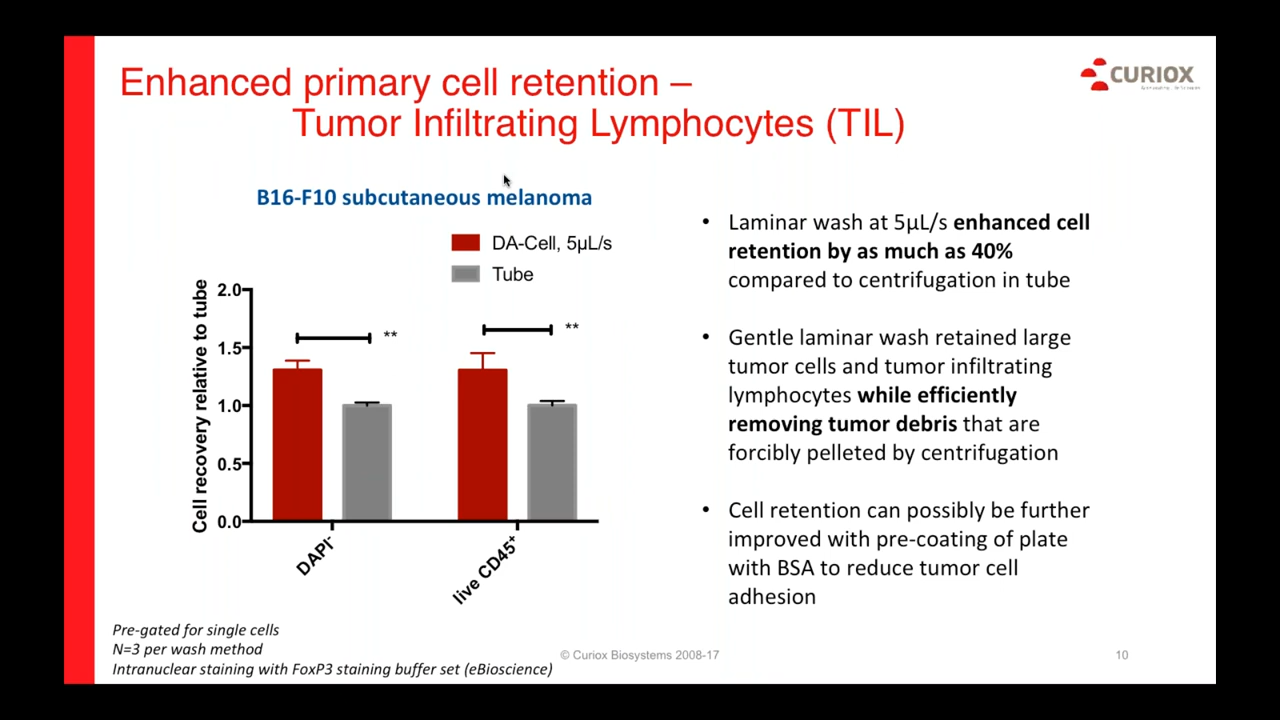 Enhanced primary cell retention –
Tumor Infiltrating Lymphocytes (TIL)
CURIOX
B16-F10 subcutaneous melanoma
DA-Cell, 5µL/s
Tube
Cell recovery relative to tube
2.0
1.5
1.0
0.5
0.0
**
**
DAPI-
live CD45+
• Laminar wash at 5µL/s enhanced cell
retention by as much as 40%
compared to centrifugation in tube
• Gentle laminar wash retained large
tumor cells and tumor infiltrating
lymphocytes while efficiently
removing tumor debris that are
forcibly pelleted by centrifugation
• Cell retention can possibly be further
improved with pre-coating of plate
with BSA to reduce tumor cell
adhesion
Pre-gated for single cells
N=3 per wash method
Intranuclear staining with FoxP3 staining buffer set (eBioscience)
© Curiox Biosystems 2008-17
10